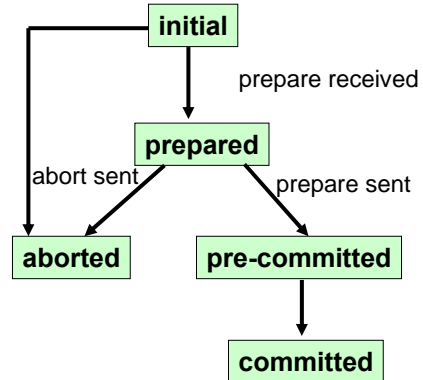 initial
prepare received
prepared
abort sent
prepare sent
aborted
pre-committed
committed